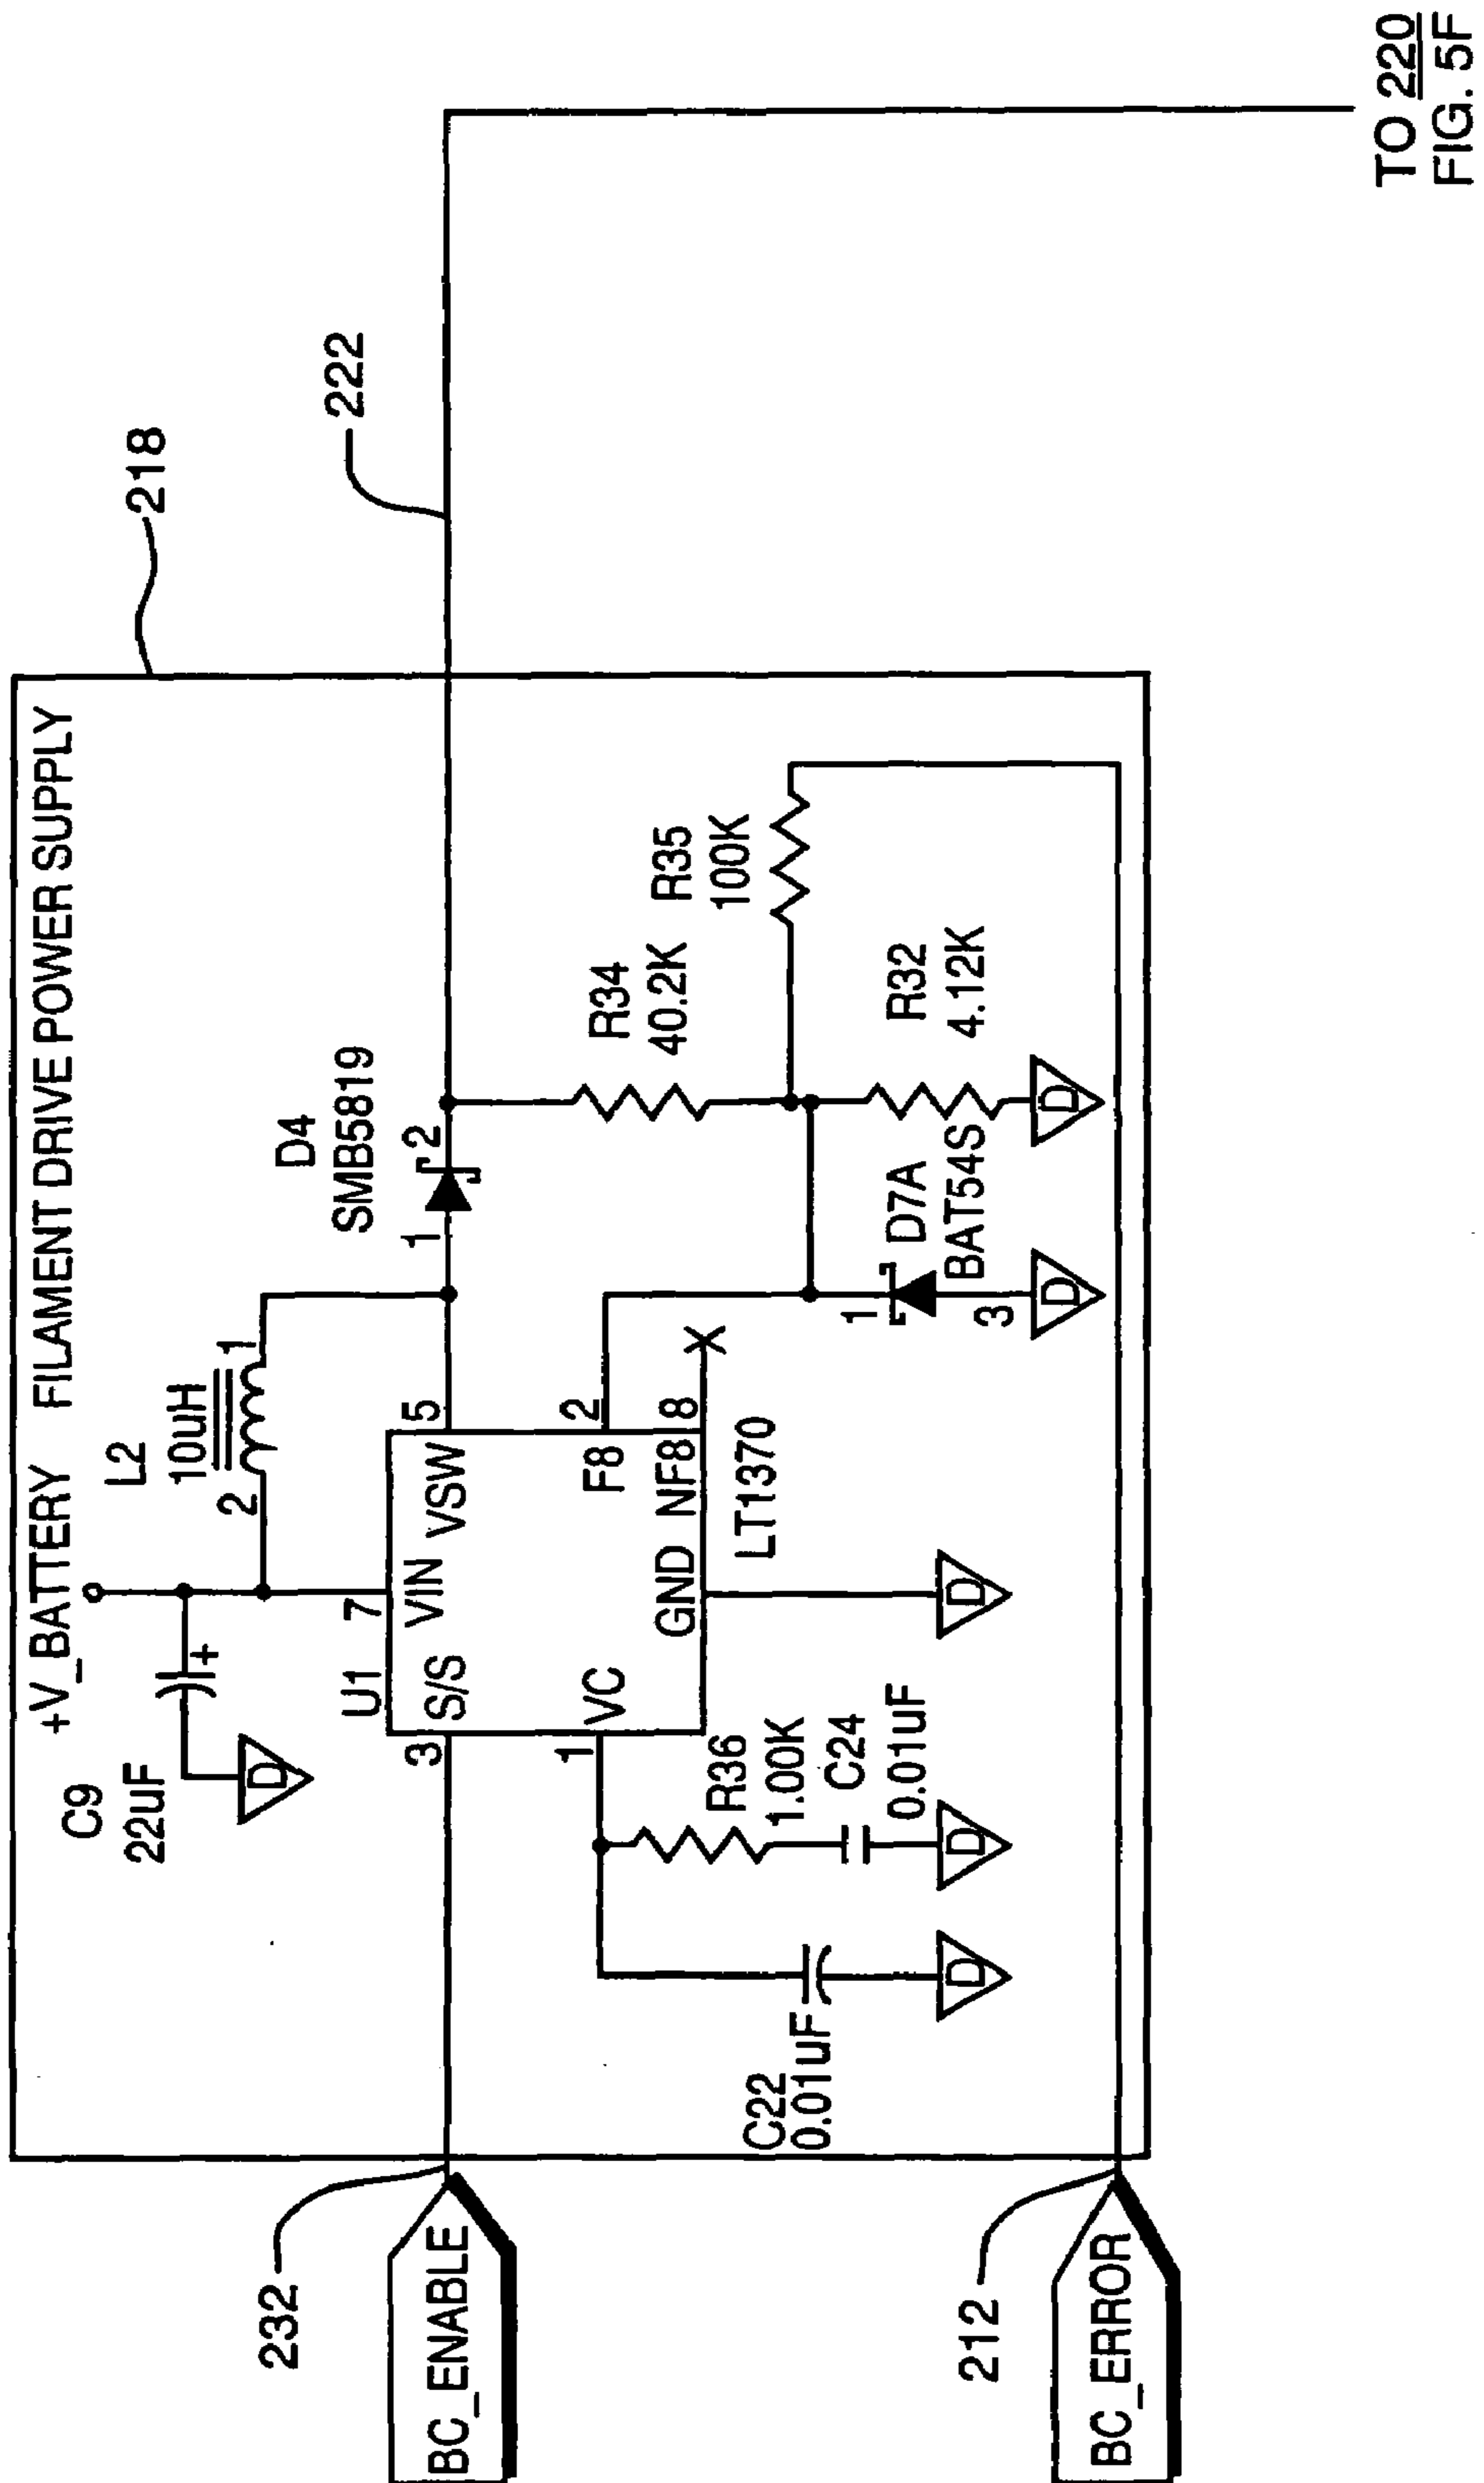 +V_BATTERY
FILAMENT DRIVE POWER SUPPLY
218
C9
22uF
+
D
L2
10uH
2
1
D4
SMB5819
1
2
222
U1
7
VIN
3
S/S
VSW
5
VC
1
F8
2
GND
NF8
8
X
LT1370
R34
40.2K
R35
100K
R36
1.00K
C24
0.01uF
D
D
D
C22
0.01uF
1
D7A
BAT54S
3
D
R32
4.12K
D
232
BC_ENABLE
212
BC_ERROR
TO 220
FIG. 5F